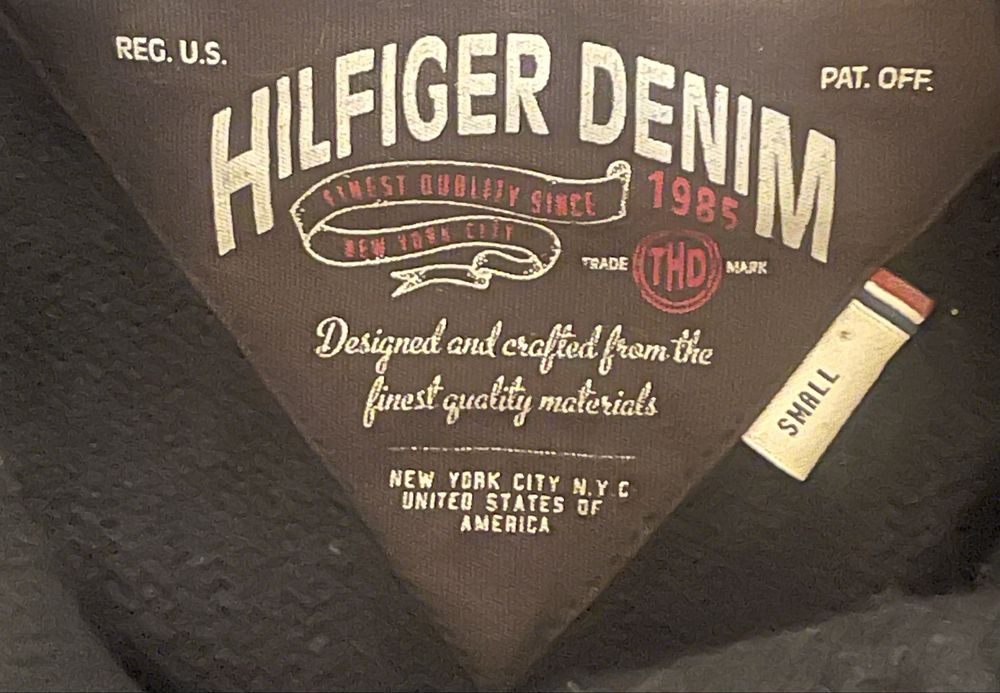 REG. U.S.
PAT. OFF.
HILFIGER DENIM
FINEST QUALITY SINCE 1985
NEW YORK CITY
TRADE THD MARK
Designed and crafted from the
finest quality materials
SMALL
NEW YORK CITY N.Y C
UNITED STATES OF
AMERICA